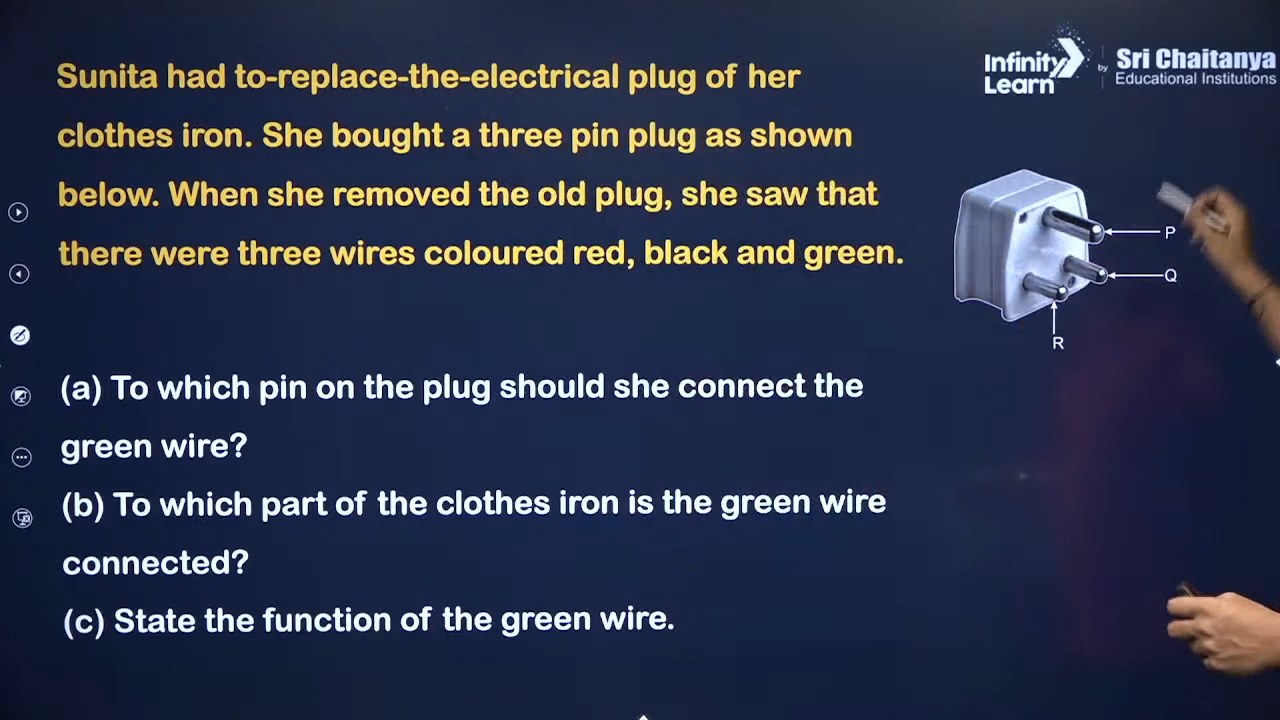 Sunita had to-replace-the-electrical plug of her
clothes iron. She bought a three pin plug as shown
below. When she removed the old plug, she saw that
there were three wires coloured red, black and green.
Infinity Learn by Sri Chaitanya Educational Institutions
P
Q
R
(a) To which pin on the plug should she connect the
green wire?
(b) To which part of the clothes iron is the green wire
connected?
(c) State the function of the green wire.